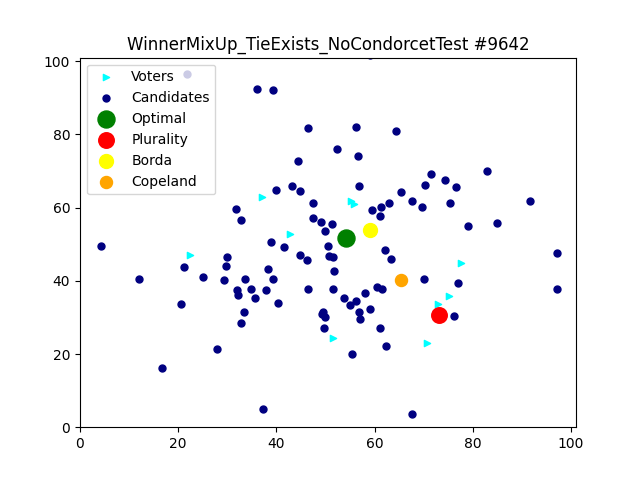 WinnerMixUp_TieExists_NoCondorcetTest #9642
100
80
60
40
20
0
0 20 40 60 80 100
Voters
Candidates
Optimal
Plurality
Borda
Copeland